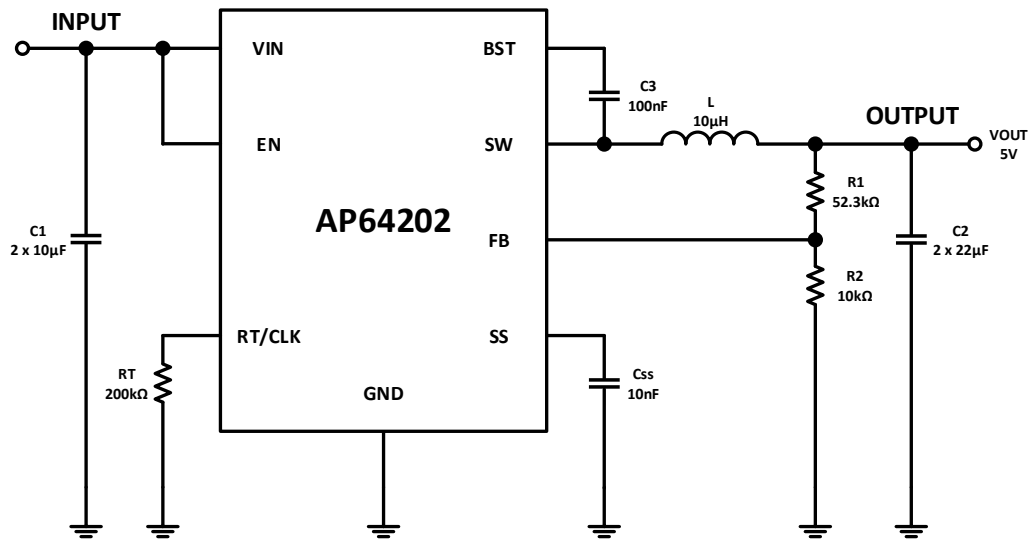 INPUT
VIN
BST
C3
100nF
L
10µH
OUTPUT
VOUT
5V
EN
SW
R1
52.3kΩ
AP64202
C1
2 x 10µF
FB
C2
2 x 22µF
R2
10kΩ
RT/CLK
SS
RT
200kΩ
Css
10nF
GND